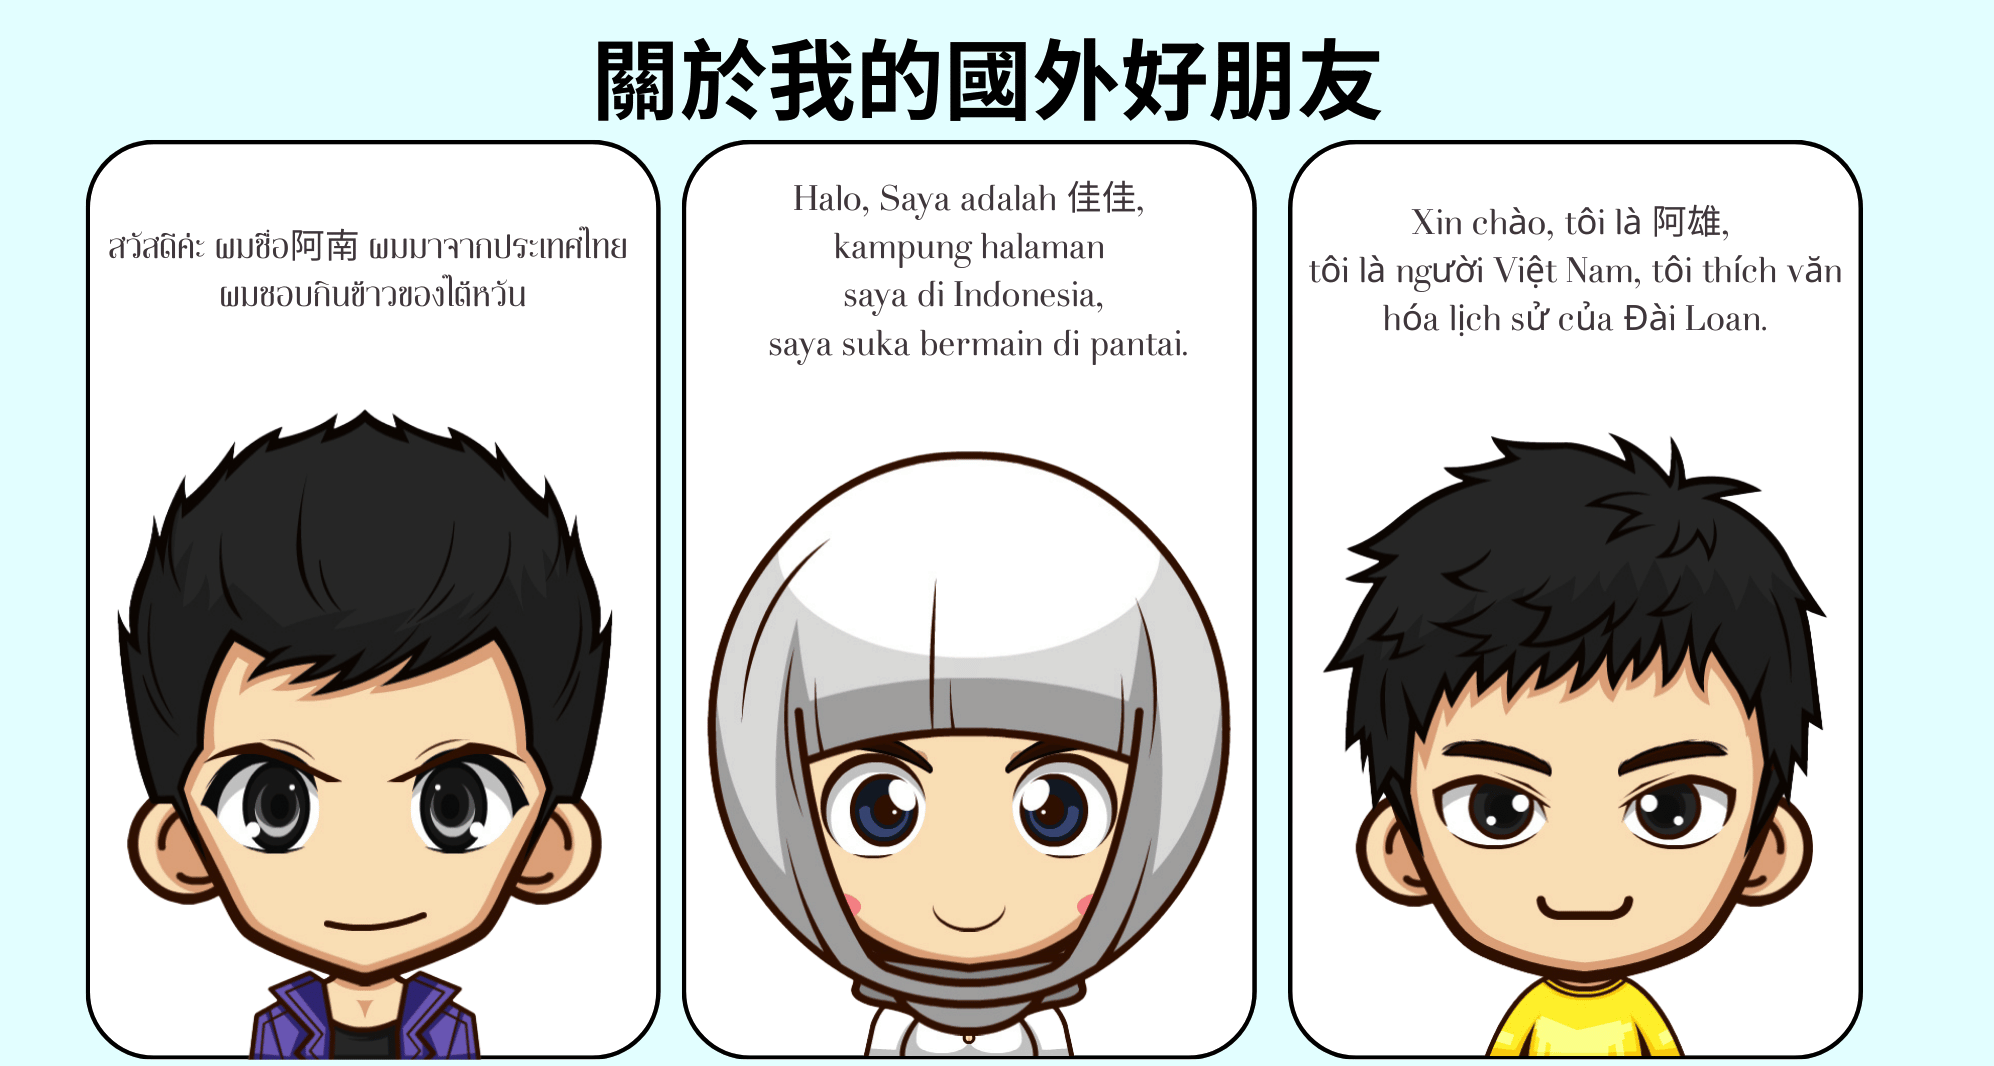 關於我的國外好朋友
สวัสดีค่ะ ผมชื่อ阿南 ผมมาจากประเทศไทย
ผมชอบกินข้าวของไต้หวัน
Halo, Saya adalah 佳佳,
kampung halaman
saya di Indonesia,
saya suka bermain di pantai.
Xin chào, tôi là 阿雄,
tôi là người Việt Nam, tôi thích văn
hóa lịch sử của Đài Loan.